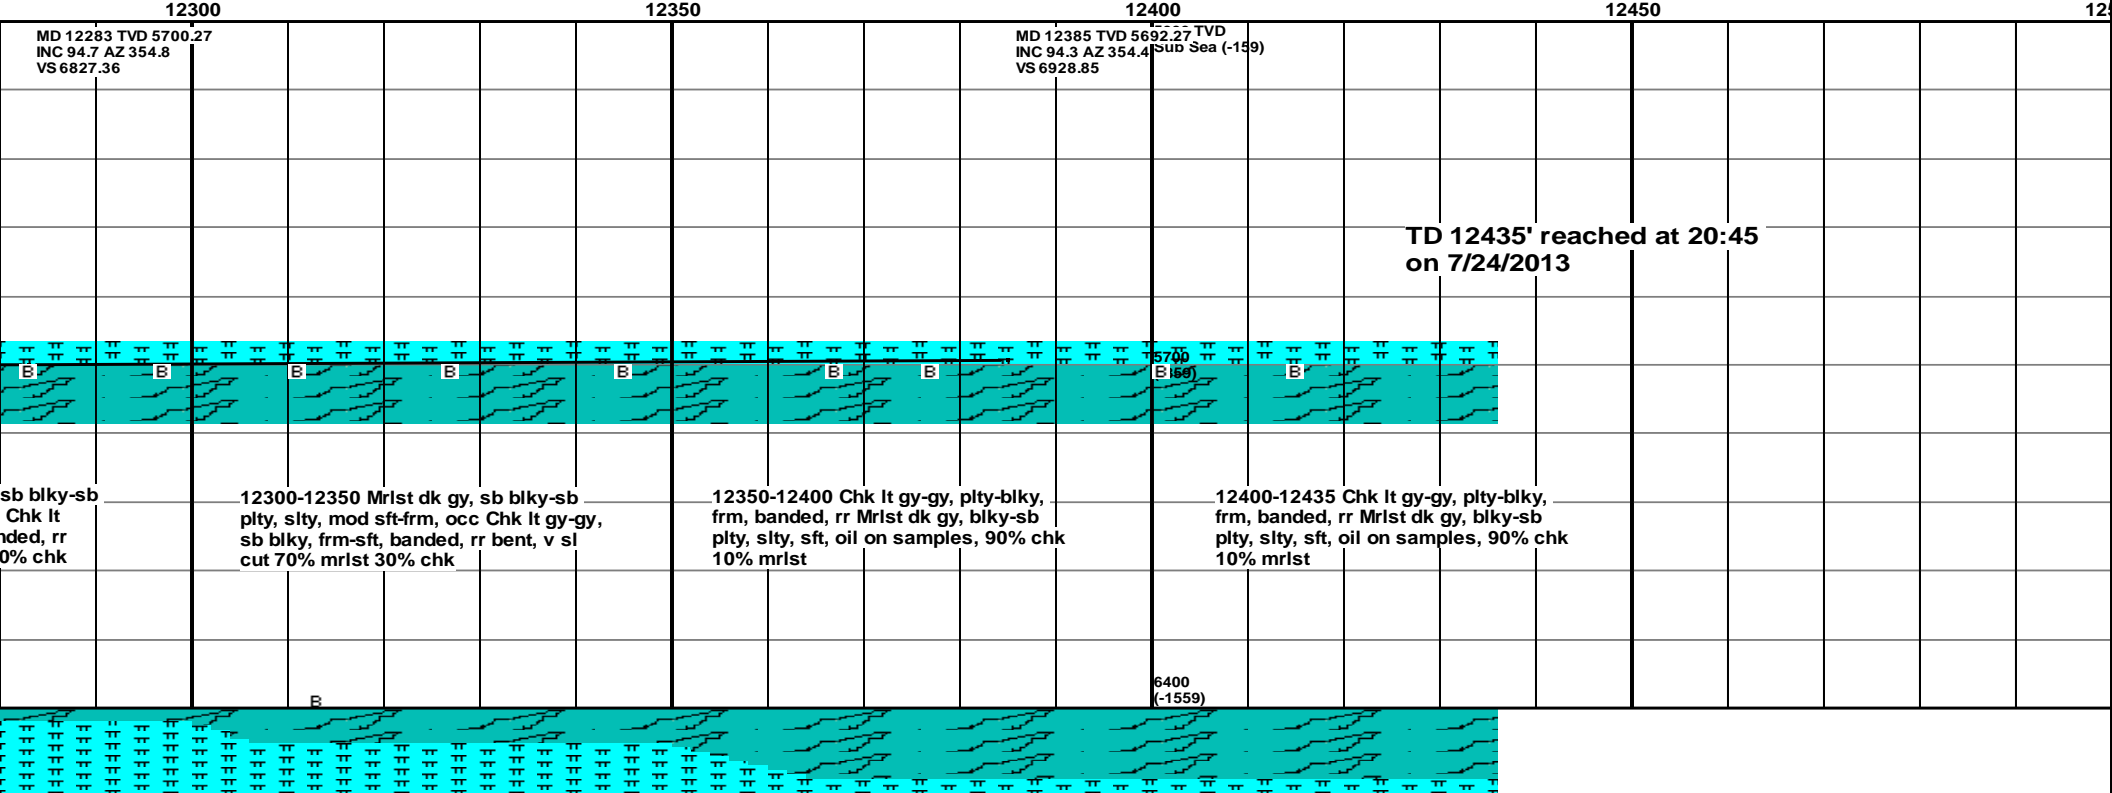 12300 12350 12400 12450
MD 12283 TVD 5700.27
INC 94.7 AZ 354.8
VS 6827.36
MD 12385 TVD 5692.27
INC 94.3 AZ 354.4
VS 6928.85
TVD
Sub Sea (-159)
TD 12435' reached at 20:45
on 7/24/2013
5700
B B B B B B B B B
sb blky-sb
Chk lt
rr
chk
12300-12350 Mrlst dk gy, sb blky-sb
plty, slty, mod sft-frm, occ Chk lt gy-gy,
sb blky, frm-sft, banded, rr bent, v sl
cut 70% mrlst 30% chk
12350-12400 Chk lt gy-gy, plty-blky,
frm, banded, rr Mrlst dk gy, blky-sb
plty, slty, sft, oil on samples, 90% chk
10% mrlst
12400-12435 Chk lt gy-gy, plty-blky,
frm, banded, rr Mrlst dk gy, blky-sb
plty, slty, sft, oil on samples, 90% chk
10% mrlst
B
6400
(-1559)